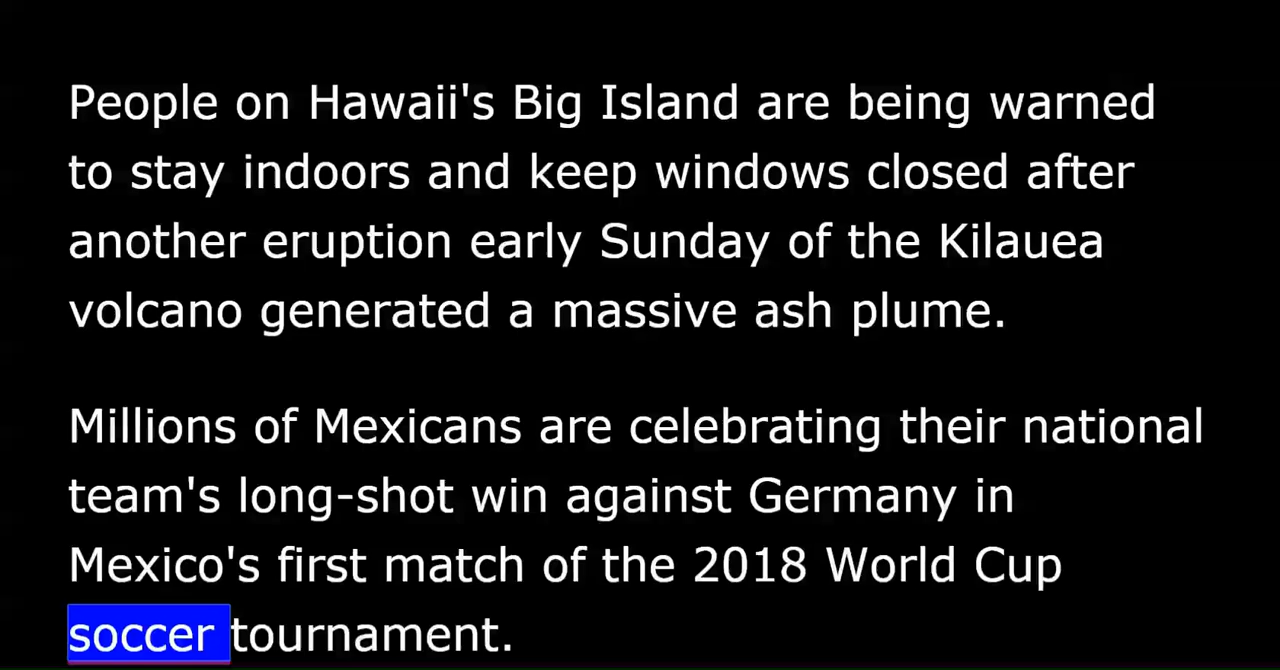 People on Hawaii's Big Island are being warned
to stay indoors and keep windows closed after
another eruption early Sunday of the Kilauea
volcano generated a massive ash plume.
Millions of Mexicans are celebrating their national
team's long-shot win against Germany in
Mexico's first match of the 2018 World Cup
soccer tournament.